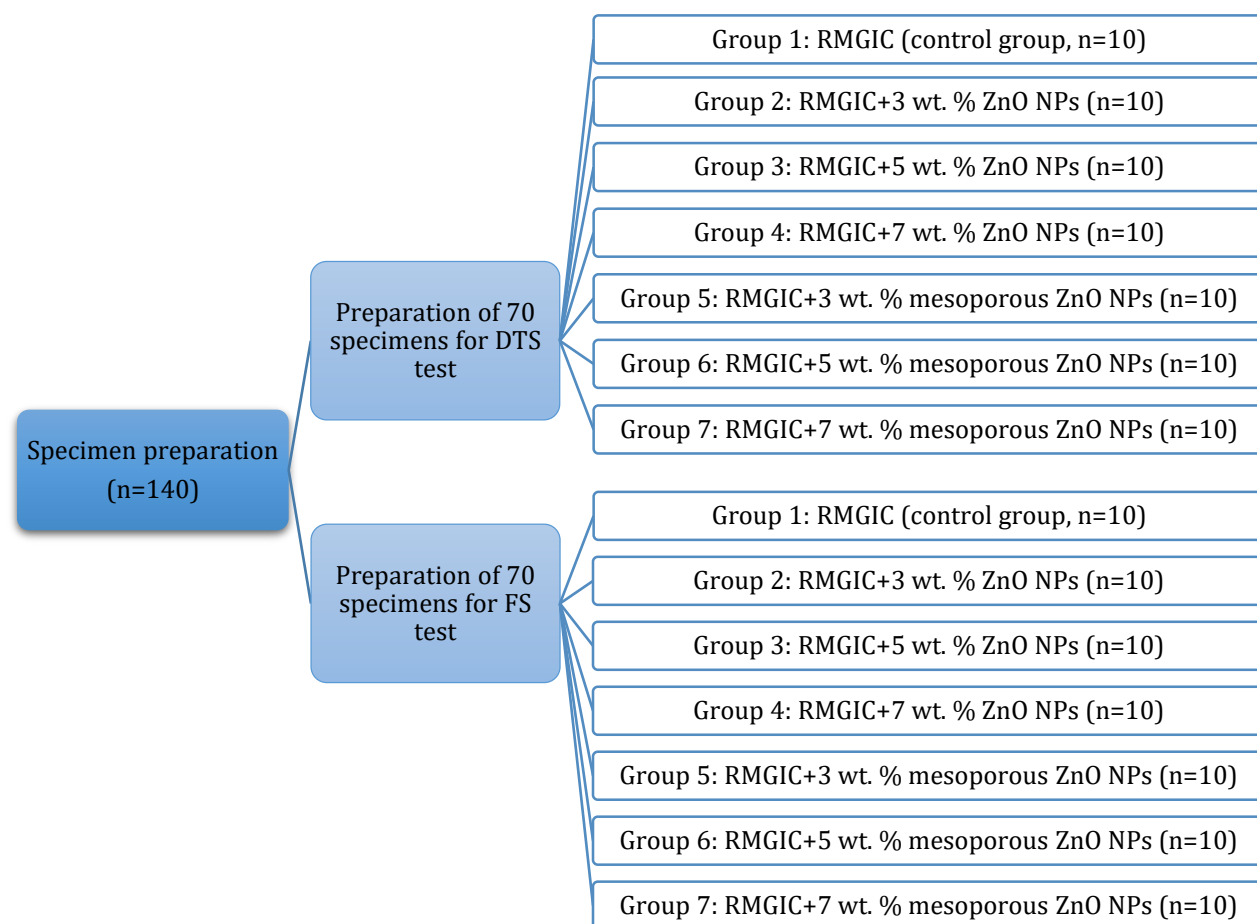 Specimen preparation
(n=140)
Preparation of 70
specimens for DTS
test
Group 1: RMGIC (control group, n=10)
Group 2: RMGIC+3 wt. % ZnO NPs (n=10)
Group 3: RMGIC+5 wt. % ZnO NPs (n=10)
Group 4: RMGIC+7 wt. % ZnO NPs (n=10)
Group 5: RMGIC+3 wt. % mesoporous ZnO NPs (n=10)
Group 6: RMGIC+5 wt. % mesoporous ZnO NPs (n=10)
Group 7: RMGIC+7 wt. % mesoporous ZnO NPs (n=10)
Preparation of 70
specimens for FS
test
Group 1: RMGIC (control group, n=10)
Group 2: RMGIC+3 wt. % ZnO NPs (n=10)
Group 3: RMGIC+5 wt. % ZnO NPs (n=10)
Group 4: RMGIC+7 wt. % ZnO NPs (n=10)
Group 5: RMGIC+3 wt. % mesoporous ZnO NPs (n=10)
Group 6: RMGIC+5 wt. % mesoporous ZnO NPs (n=10)
Group 7: RMGIC+7 wt. % mesoporous ZnO NPs (n=10)